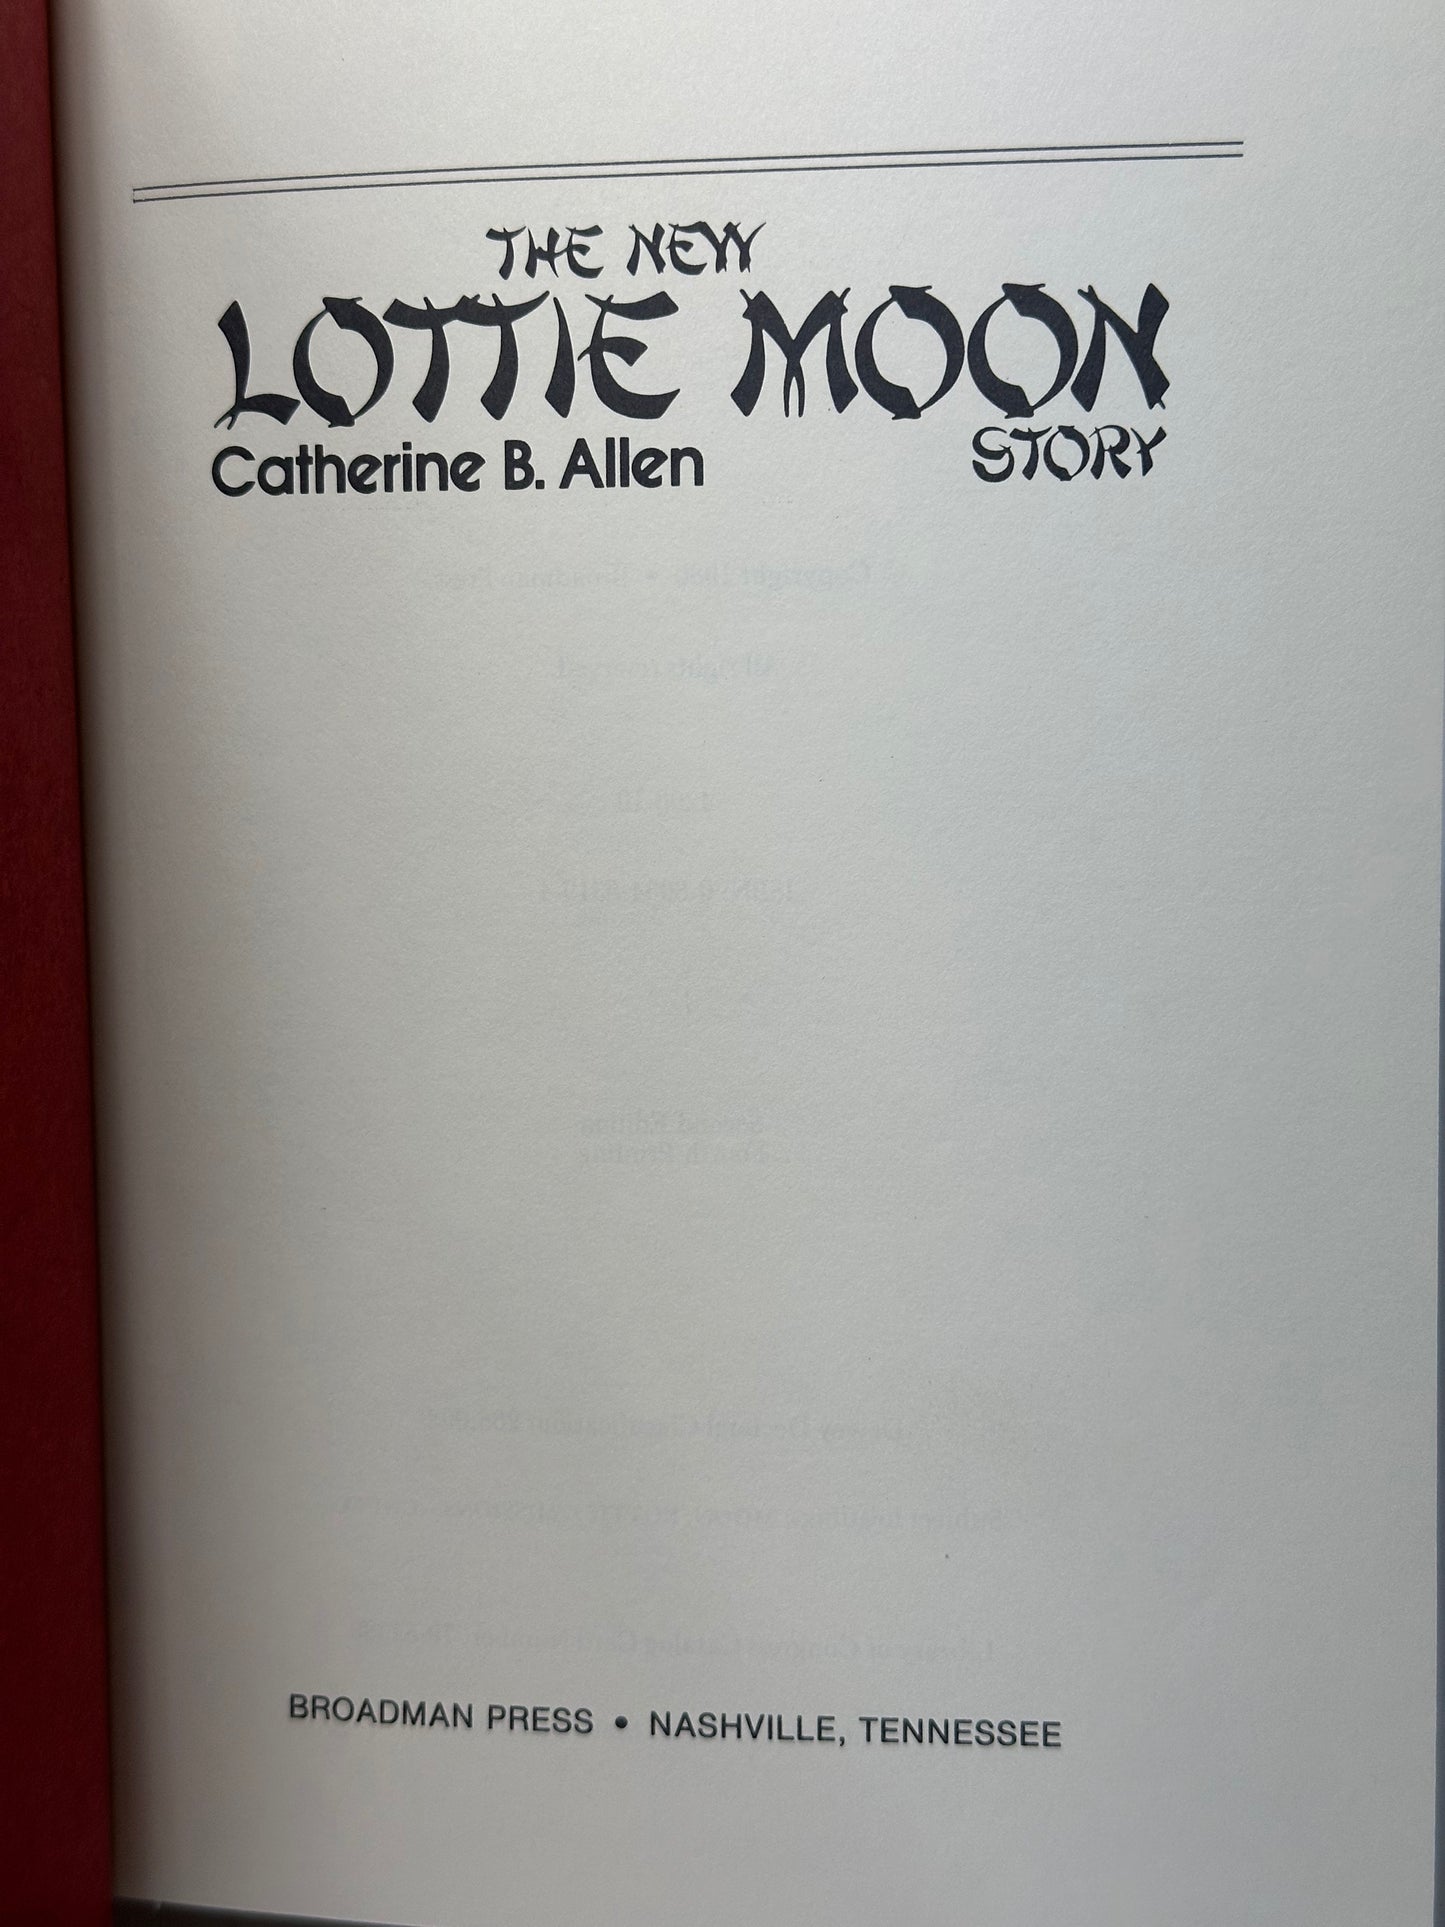 THE NEW
LOTTIE MOON
STORY
Catherine B. Allen
BROADMAN PRESS • NASHVILLE, TENNESSEE